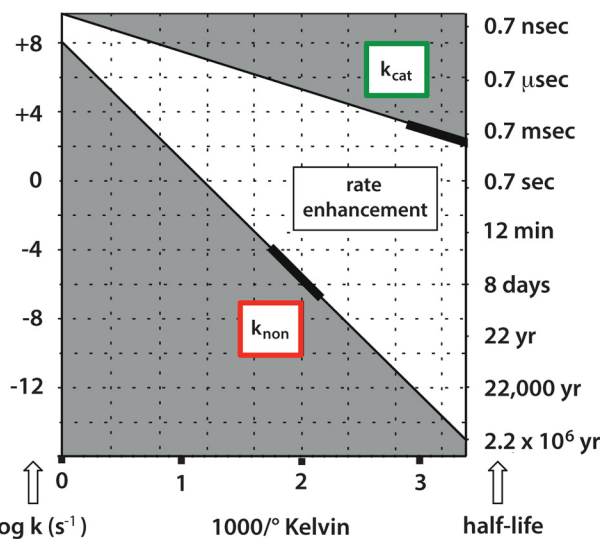 +8
+4
0
-4
-8
-12
0.7 nsec
0.7 μsec
0.7 msec
0.7 sec
12 min
8 days
22 yr
22,000 yr
2.2 x 10⁶ yr
k_cat
rate
enhancement
k_non
0 1 2 3
og k (s⁻¹) 1000/° Kelvin half-life